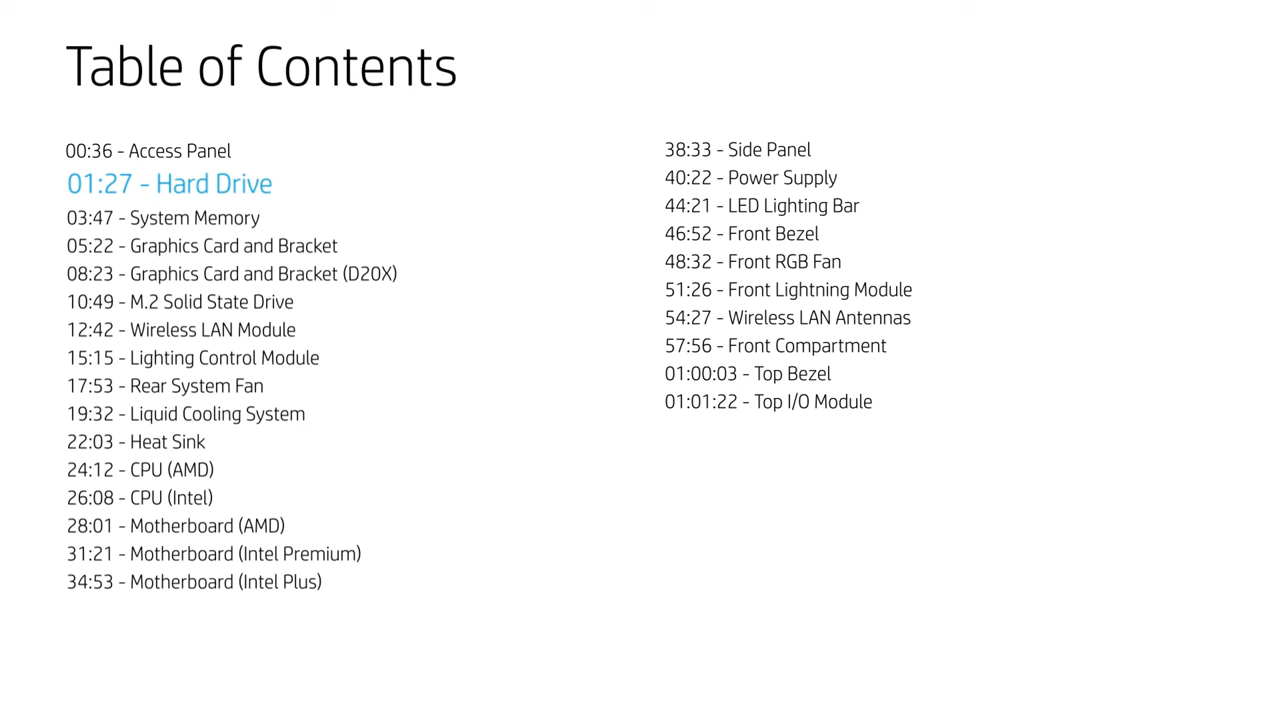 Table of Contents
00:36 - Access Panel
01:27 - Hard Drive
03:47 - System Memory
05:22 - Graphics Card and Bracket
08:23 - Graphics Card and Bracket (D20X)
10:49 - M.2 Solid State Drive
12:42 - Wireless LAN Module
15:15 - Lighting Control Module
17:53 - Rear System Fan
19:32 - Liquid Cooling System
22:03 - Heat Sink
24:12 - CPU (AMD)
26:08 - CPU (Intel)
28:01 - Motherboard (AMD)
31:21 - Motherboard (Intel Premium)
34:53 - Motherboard (Intel Plus)
38:33 - Side Panel
40:22 - Power Supply
44:21 - LED Lighting Bar
46:52 - Front Bezel
48:32 - Front RGB Fan
51:26 - Front Lightning Module
54:27 - Wireless LAN Antennas
57:56 - Front Compartment
01:00:03 - Top Bezel
01:01:22 - Top I/O Module